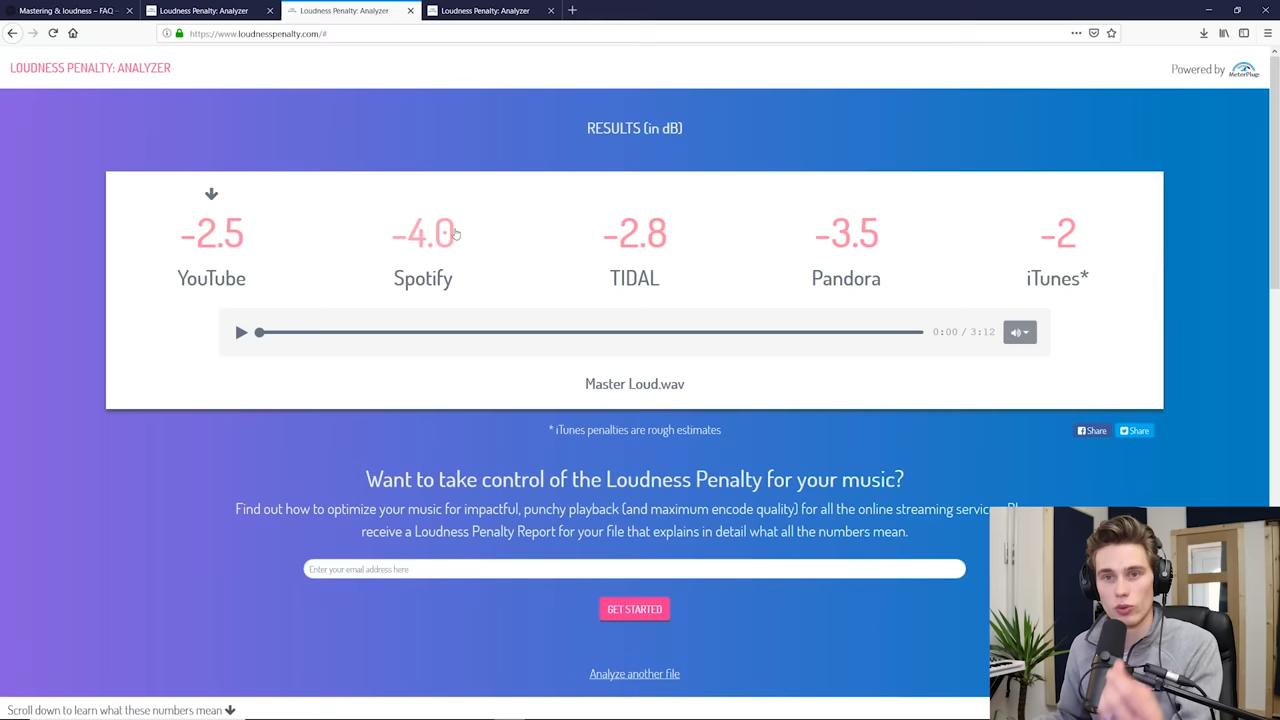 Mastering & loudness – FAQ –
Loudness Penalty: Analyzer
Loudness Penalty: Analyzer
Loudness Penalty: Analyzer
https://www.loudnesspenalty.com/#
LOUDNESS PENALTY: ANALYZER
Powered by
MeterPlugs
RESULTS (in dB)
-2.5 -4.0 -2.8 -3.5 -2
YouTube Spotify TIDAL Pandora iTunes*
0:00 / 3:12
Master Loud.wav
* iTunes penalties are rough estimates
Share Share
Want to take control of the Loudness Penalty for your music?
Find out how to optimize your music for impactful, punchy playback (and maximum encode quality) for all the online streaming
receive a Loudness Penalty Report for your file that explains in detail what all the numbers mean.
Enter your email address here
GET STARTED
Analyze another file
Scroll down to learn what these numbers mean